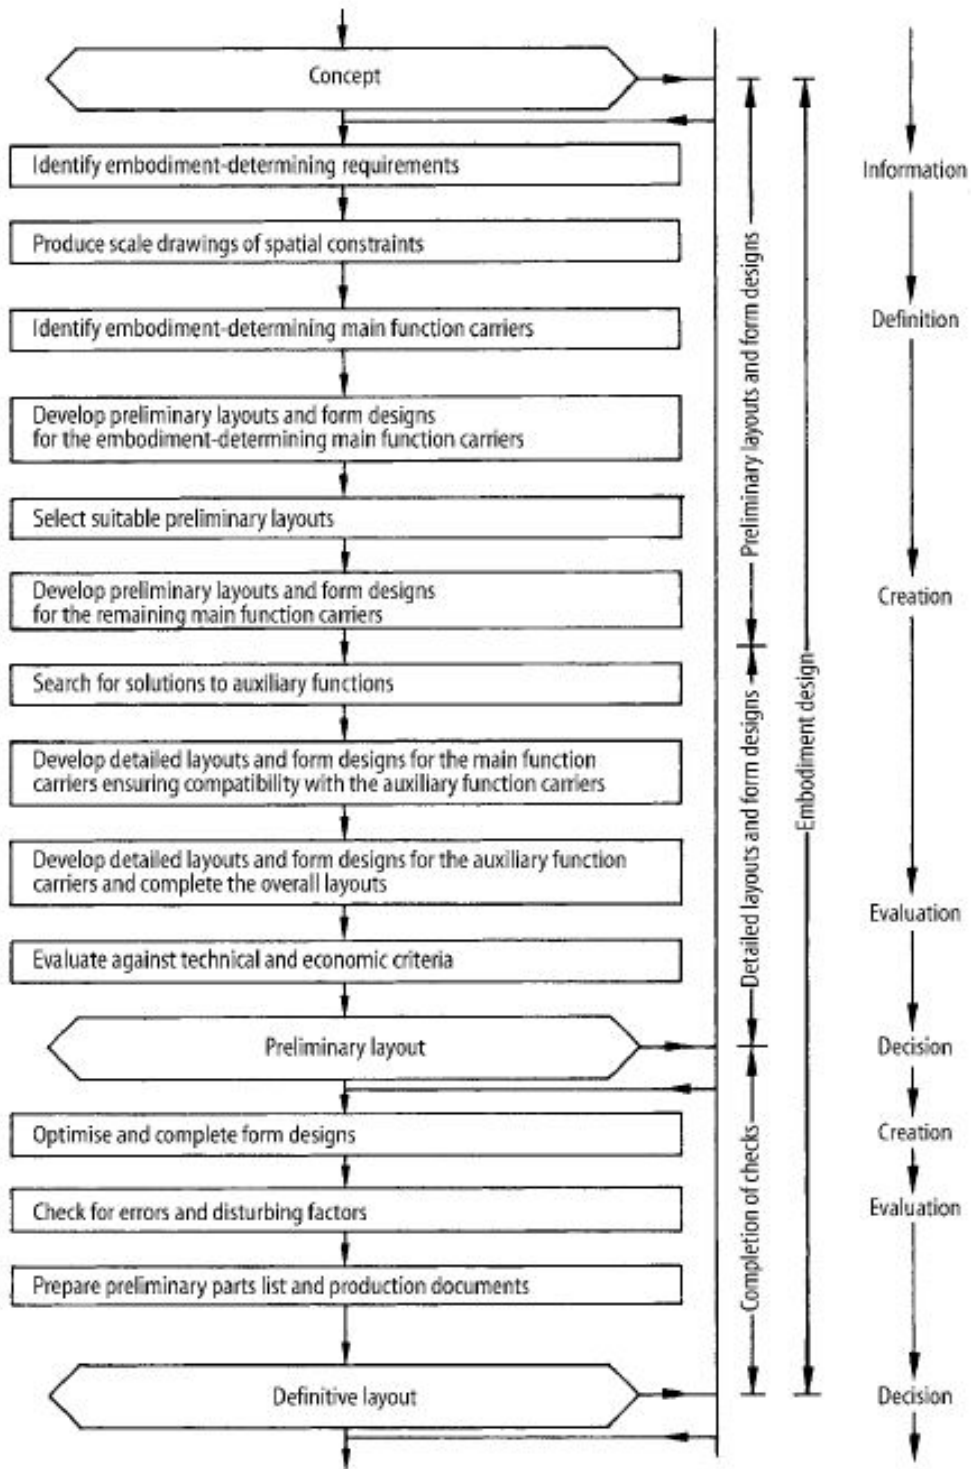 Concept
Identify embodiment-determining requirements
Produce scale drawings of spatial constraints
Identify embodiment-determining main function carriers
Develop preliminary layouts and form designs
for the embodiment-determining main function carriers
Select suitable preliminary layouts
Develop preliminary layouts and form designs
for the remaining main function carriers
Search for solutions to auxiliary functions
Develop detailed layouts and form designs for the main function
carriers ensuring compatibility with the auxiliary function carriers
Develop detailed layouts and form designs for the auxiliary function
carriers and complete the overall layouts
Evaluate against technical and economic criteria
Preliminary layout
Optimise and complete form designs
Check for errors and disturbing factors
Prepare preliminary parts list and production documents
Definitive layout
Preliminary layouts and form designs
Detailed layouts and form designs
Completion of checks
Embodiment design
Information
Definition
Creation
Evaluation
Decision
Creation
Evaluation
Decision